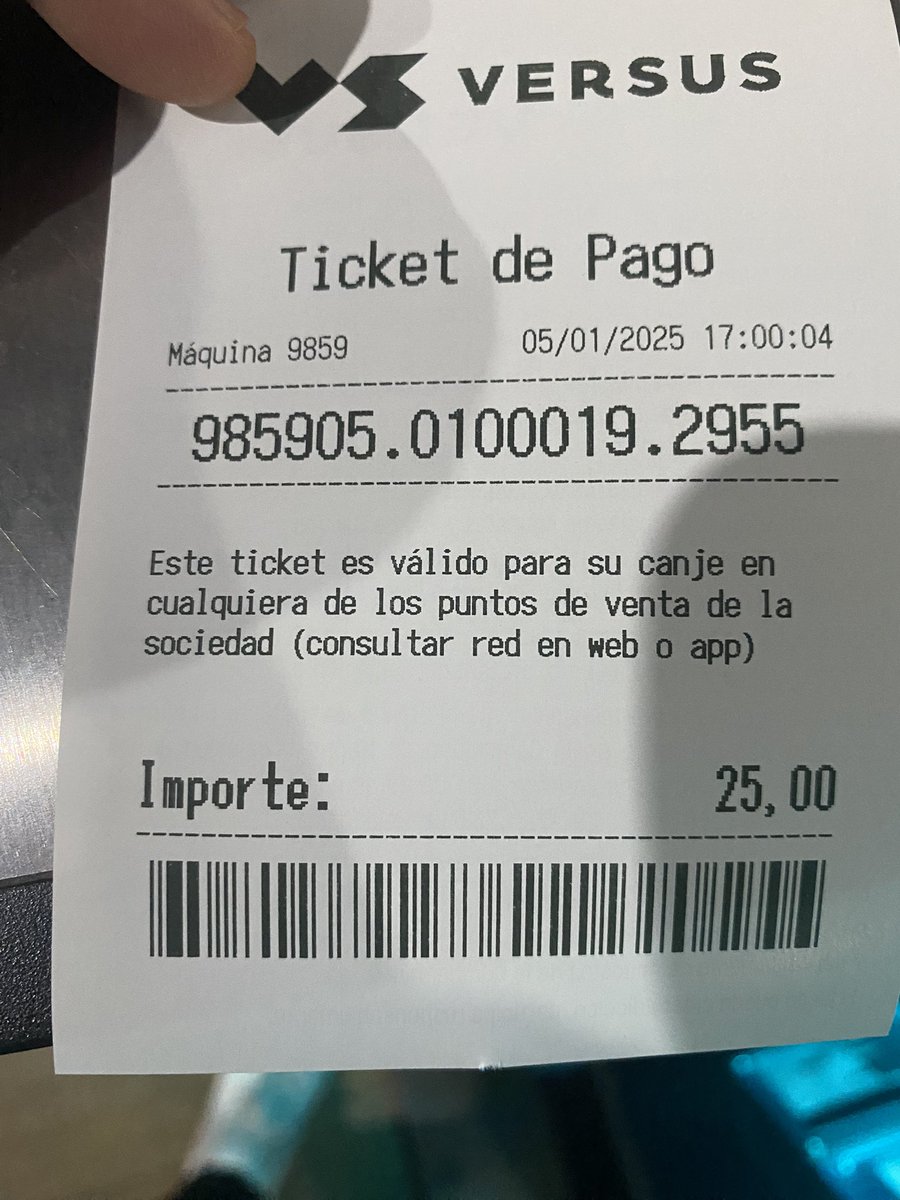 VS VERSUS
Ticket de Pago
Máquina 9859 05/01/2025 17:00:04
985905.0100019.2955
Este ticket es válido para su canje en
cualquiera de los puntos de venta de la
sociedad (consultar red en web o app)
Importe: 25,00